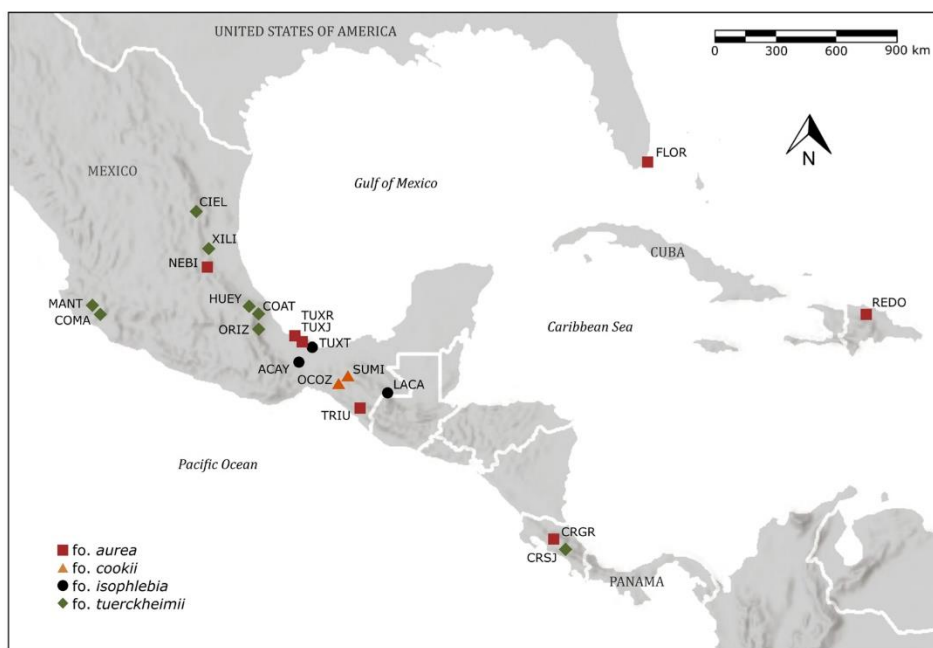 UNITED STATES OF AMERICA
0 300 600 900 km
N
FLOR
MEXICO
Gulf of Mexico
CIEL
XILI
NEBI
CUBA
MANT
COMA
HUEY
COAT
ORIZ
TUXR
TUXJ
TUXT
REDO
Caribbean Sea
ACAY
OCOZ
SUMI
LACA
TRIU
Pacific Ocean
CRGR
CRSJ
PANAMA
fo. aurea
fo. cookii
fo. isophlebia
fo. tuerckheimii